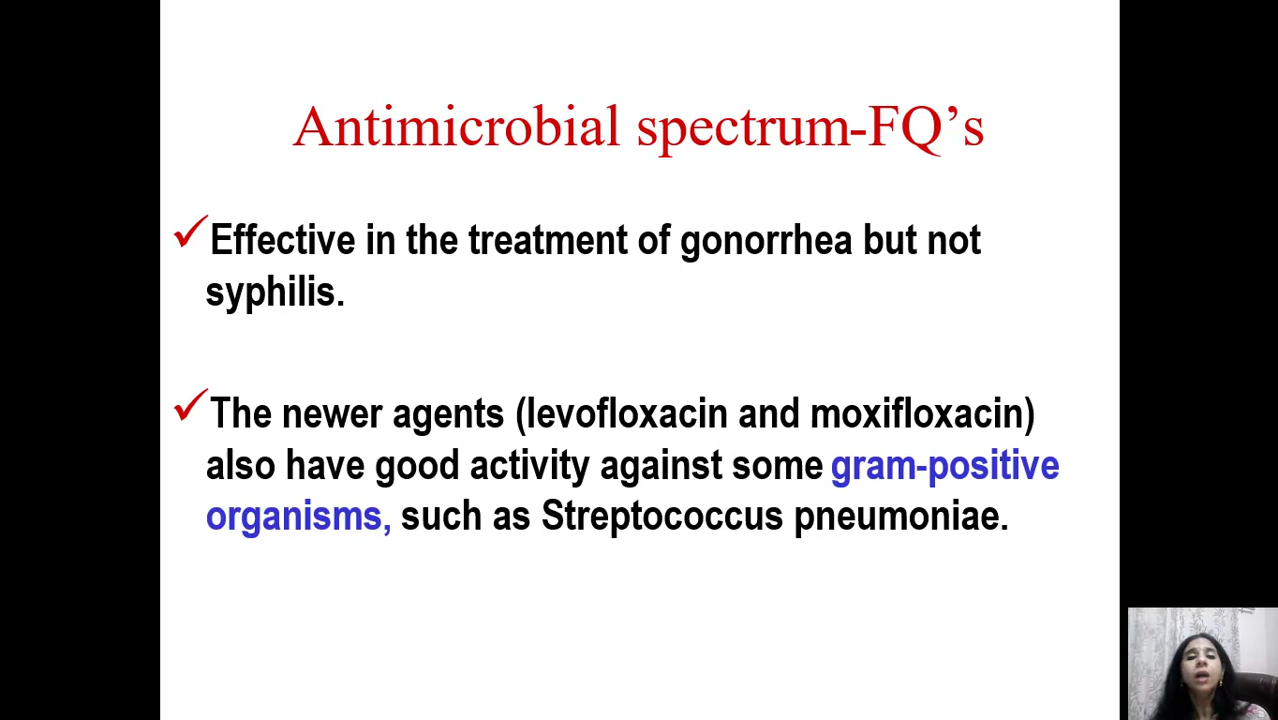 Antimicrobial spectrum-FQ’s
✓Effective in the treatment of gonorrhea but not
syphilis.
✓The newer agents (levofloxacin and moxifloxacin)
also have good activity against some gram-positive
organisms, such as Streptococcus pneumoniae.